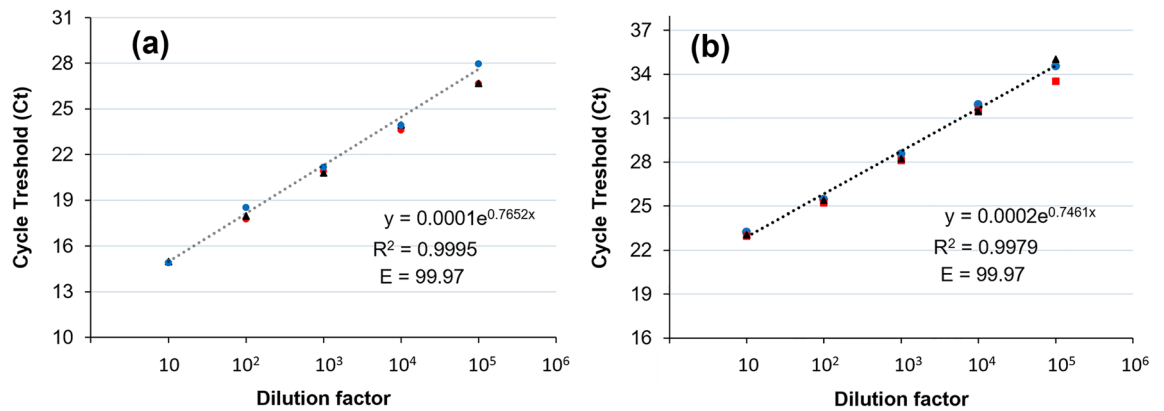 (a)
31
28
25
22
19
16
13
10
Cycle Treshold (Ct)
y = 0.0001e^0.7652x
R² = 0.9995
E = 99.97
10 10² 10³ 10⁴ 10⁵ 10⁶
Dilution factor
(b)
37
34
31
28
25
22
19
16
Cycle Treshold (Ct)
y = 0.0002e^0.7461x
R² = 0.9979
E = 99.97
10 10² 10³ 10⁴ 10⁵ 10⁶
Dilution factor